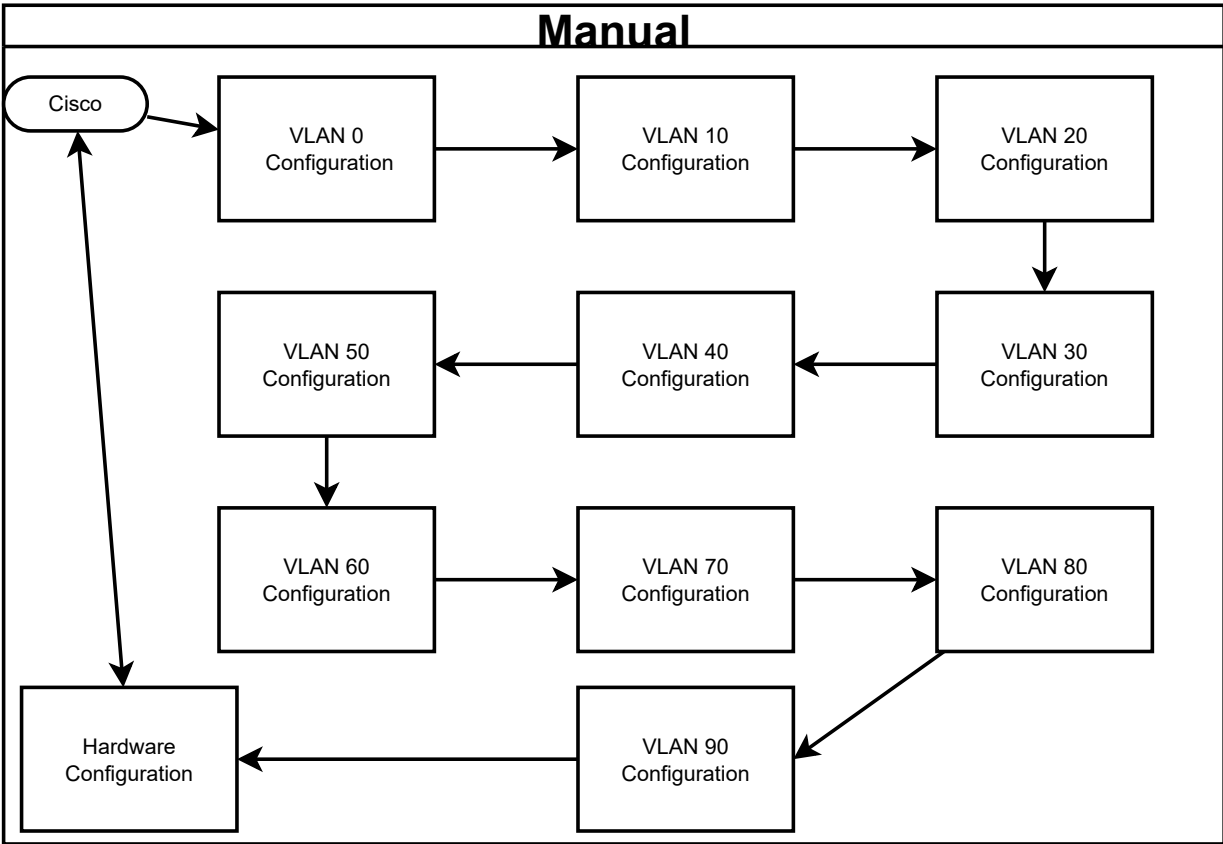 Manual
Cisco
VLAN 0
Configuration
VLAN 10
Configuration
VLAN 20
Configuration
VLAN 50
Configuration
VLAN 40
Configuration
VLAN 30
Configuration
VLAN 60
Configuration
VLAN 70
Configuration
VLAN 80
Configuration
Hardware
Configuration
VLAN 90
Configuration